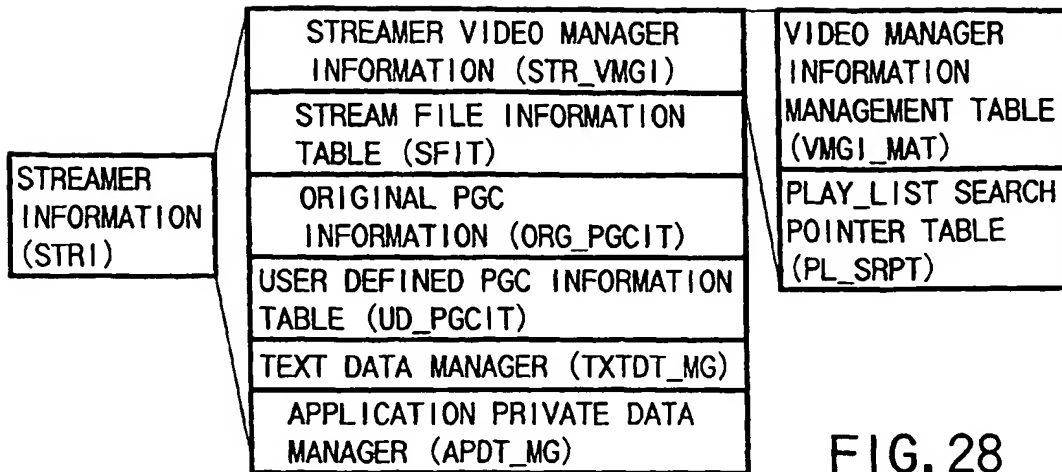 STREAMER
INFORMATION
(STRI)
STREAMER VIDEO MANAGER
INFORMATION (STR_VMGI)
STREAM FILE INFORMATION
TABLE (SFIT)
ORIGINAL PGC
INFORMATION (ORG_PGCIT)
USER DEFINED PGC INFORMATION
TABLE (UD_PGCIT)
TEXT DATA MANAGER (TXTDT_MG)
APPLICATION PRIVATE DATA
MANAGER (APDT_MG)
VIDEO MANAGER
INFORMATION
MANAGEMENT TABLE
(VMGI_MAT)
PLAY_LIST SEARCH
POINTER TABLE
(PL_SRPT)
FIG. 28